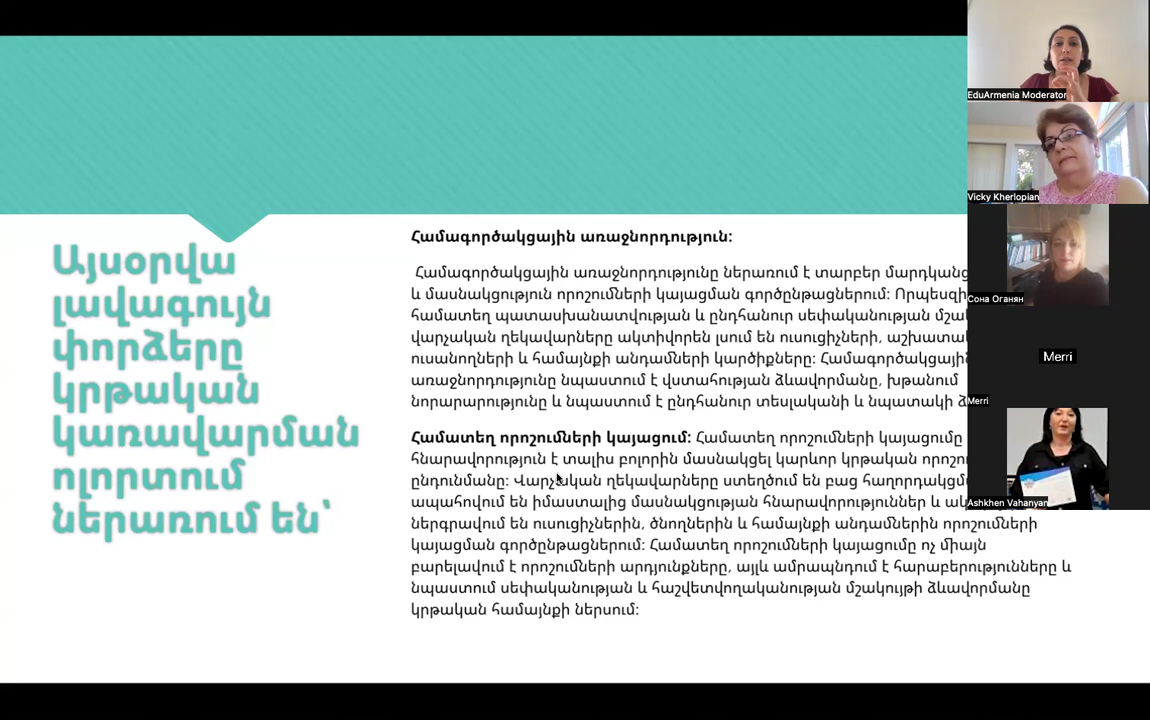 Այսօրվա
լավագույն
փորձերը
կրթական
կառավարման
ոլորտում
ներառում են՝
Համագործակցային առաջնորդություն:
Համագործակցային առաջնորդությունը ներառում է տարբեր մարդկանց
և մասնակցություն որոշումների կայացման գործընթացներում: Որպեսզի
համատեղ պատասխանատվության և ընդհանուր սեփականության
վարչական ղեկավարները ակտիվորեն լսում են ուսուցիչների,
ուսանողների և համայնքի անդամների կարծիքները: Համագործակցային
առաջնորդությունը նպաստում է վստահության ձևավորմանը, խթանում
նորարարությունը և նպաստում է ընդհանուր տեսլականի և նպատակի
Համատեղ որոշումների կայացում: Համատեղ որոշումների կայացումը
հնարավորություն է տալիս բոլորին մասնակցել կարևոր կրթական
ընդունմանը: Վարչական ղեկավարները ստեղծում են բաց
ապահովում են իմաստալից մասնակցության հնարավորություններ և
ներգրավում են ուսուցիչներին, ծնողներին և համայնքի անդամներին որոշումների
կայացման գործընթացներում: Համատեղ որոշումների կայացումը ոչ միայն
բարելավում է որոշումների արդյունքները, այլև ամրապնդում է հարաբերությունները և
նպաստում սեփականության և հաշվետվողականության մշակույթի ձևավորմանը
կրթական համայնքի ներսում:
EduArmenia Moderator
Vicky Kherlopian
Сона Оганян
Merri
Merri
Ashkhen Vahanyan